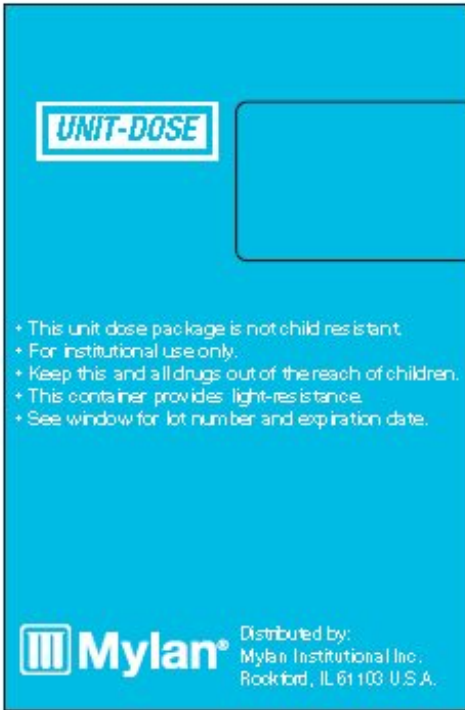 UNIT-DOSE
• This unit dose package is not child resistant.
• For institutional use only.
• Keep this and all drugs out of the reach of children.
• This container provides light-resistance.
• See window for lot number and expiration date.
Mylan®
Distributed by:
Mylan Institutional Inc.
Rockford, IL 61103 U.S.A.